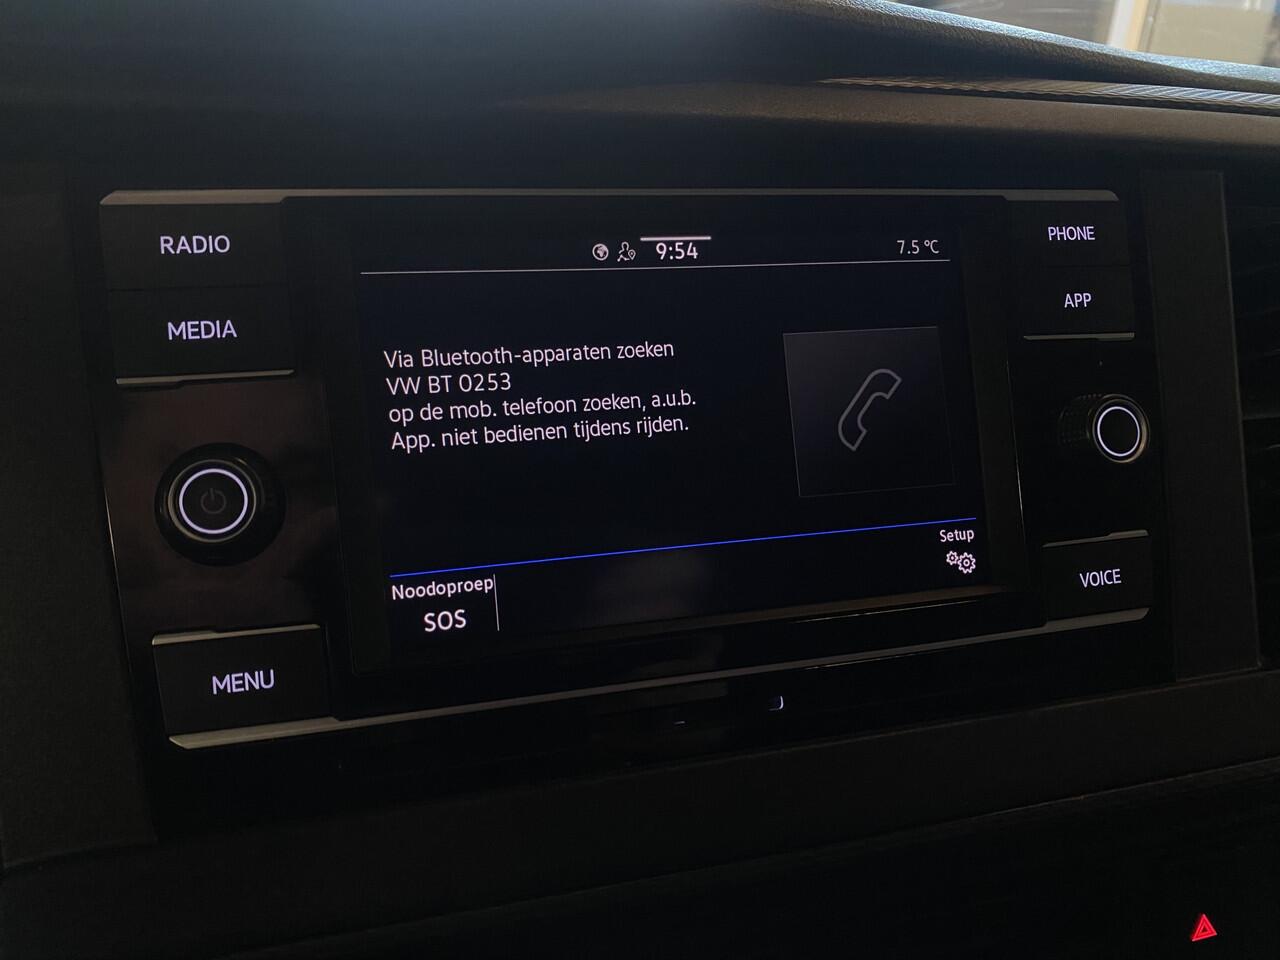 RADIO
MEDIA
MENU
9:54
7.5 °C
Via Bluetooth-apparaten zoeken
VW BT 0253
op de mob. telefoon zoeken, a.u.b.
App. niet bedienen tijdens rijden.
Setup
Noodoproep
SOS
PHONE
APP
VOICE